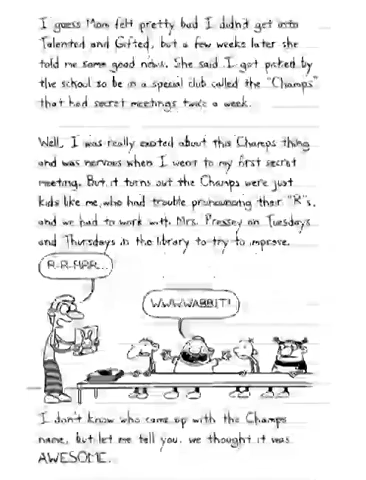 I guess Mom felt pretty bad I didn't get into
Talented and Gifted, but a few weeks later she
told me some good news. She said I got picked by
the school to be in a special club called the "Champs"
that had secret meetings twice a week.
Well, I was really excited about this Champs thing
and was nervous when I went to my first secret
meeting. But it turns out the Champs were just
kids like me who had trouble pronouncing their "R"s,
and we had to work with Mrs. Pressey on Tuesdays
and Thursdays in the library to try to improve.
R-R-RRR...
WWWWABBIT!
I don't know who came up with the Champs
name, but let me tell you, we thought it was
AWESOME.